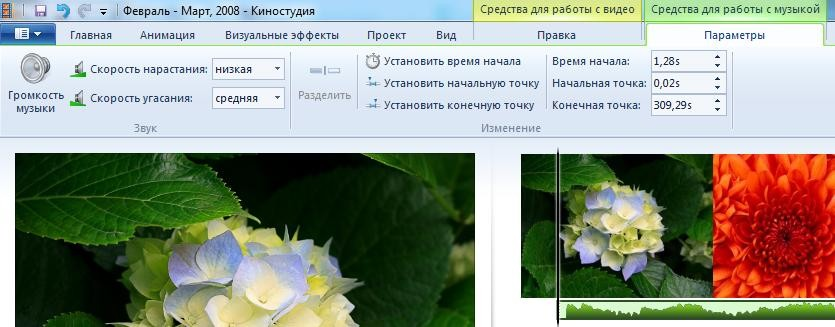 Февраль - Март, 2008 - Киностудия
Средства для работы с видео
Средства для работы с музыкой
Главная Анимация Визуальные эффекты Проект Вид Правка Параметры
Громкость музыки
Скорость нарастания: низкая
Скорость угасания: средняя
Звук
Разделить
Установить время начала
Установить начальную точку
Установить конечную точку
Время начала: 1,28s
Начальная точка: 0,02s
Конечная точка: 309,29s
Изменение